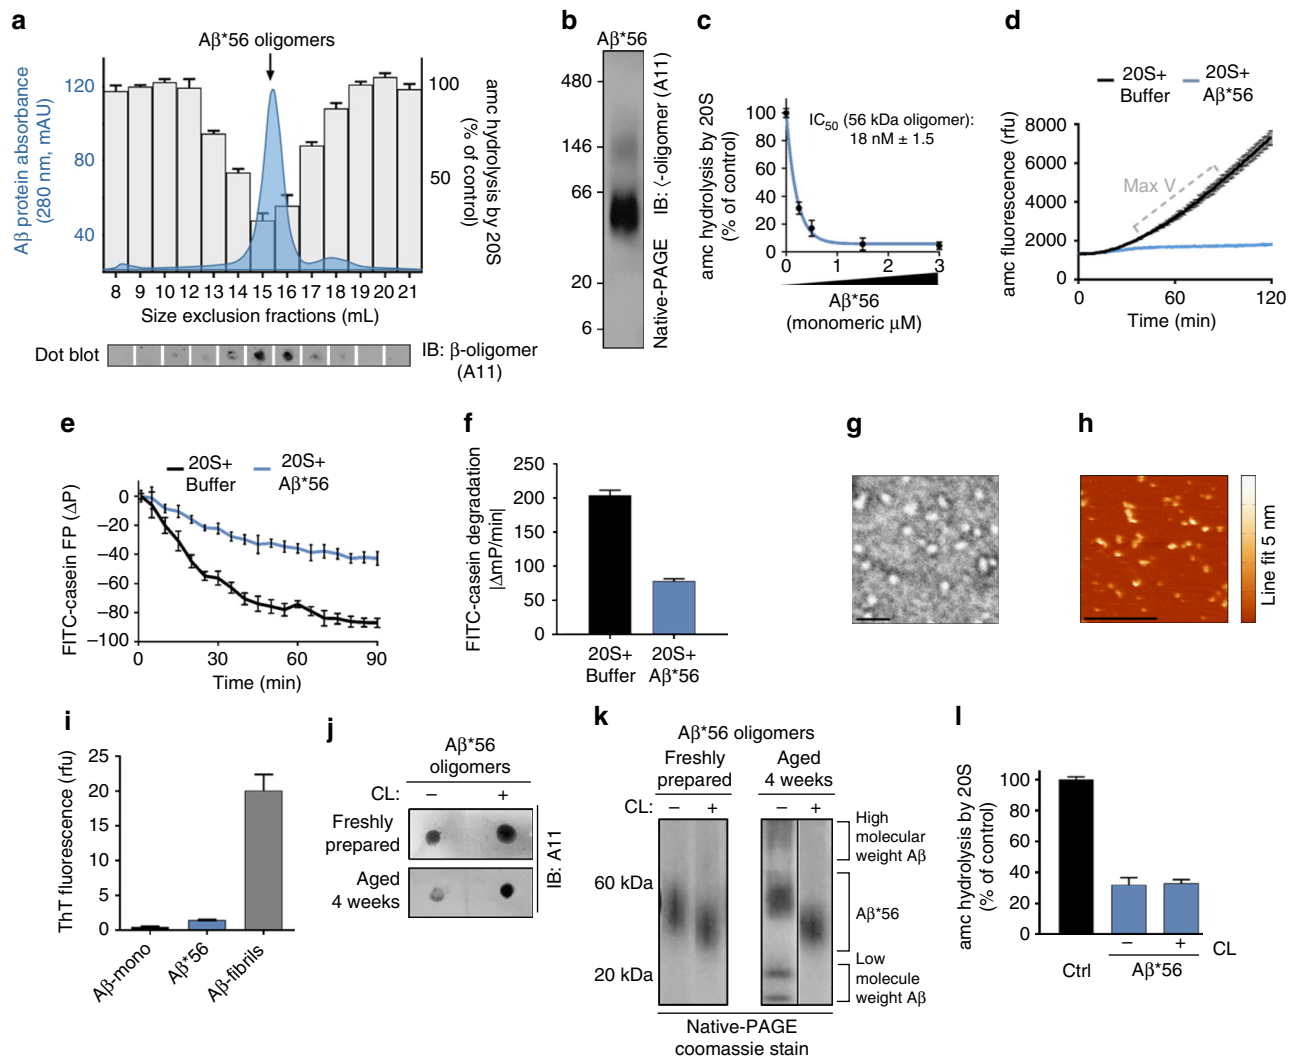 a
Aβ*56 oligomers
Aβ protein absorbance
(280 nm, mAU)
120
80
40
100
50
amc hydrolysis by 20S
(% of control)
8 9 10 11 12 13 14 15 16 17 18 19 20 21
Size exclusion fractions (mL)
Dot blot
IB: β-oligomer
(A11)
b
Aβ*56
480
146
66
20
6
Native-PAGE IB: ⟨-oligomer (A11)
c
amc hydrolysis by 20S
(% of control)
100
80
60
40
20
0
IC50 (56 kDa oligomer):
18 nM ± 1.5
0 1 2 3
Aβ*56
(monomeric μM)
d
20S+
Buffer
20S+
Aβ*56
amc fluorescence (rfu)
8000
6000
4000
2000
0
Max V
0 60 120
Time (min)
e
20S+
Buffer
20S+
Aβ*56
FITC-casein FP (ΔP)
0
−20
−40
−60
−80
−100
0 30 60 90
Time (min)
f
FITC-casein degradation
|ΔmP/min|
250
200
150
100
50
0
20S+
Buffer
20S+
Aβ*56
g
h
Line fit 5 nm
i
ThT fluorescence (rfu)
25
20
15
10
5
0
Aβ-mono
Aβ*56
Aβ-fibrils
j
Aβ*56
oligomers
CL: − +
Freshly
prepared
Aged
4 weeks
IB: A11
k
Aβ*56 oligomers
Freshly
prepared
Aged
4 weeks
CL: − + − +
60 kDa
20 kDa
High
molecular
weight Aβ
Aβ*56
Low
molecule
weight Aβ
Native-PAGE
coomassie stain
l
amc hydrolysis by 20S
(% of control)
100
80
60
40
20
0
− + CL
Ctrl Aβ*56